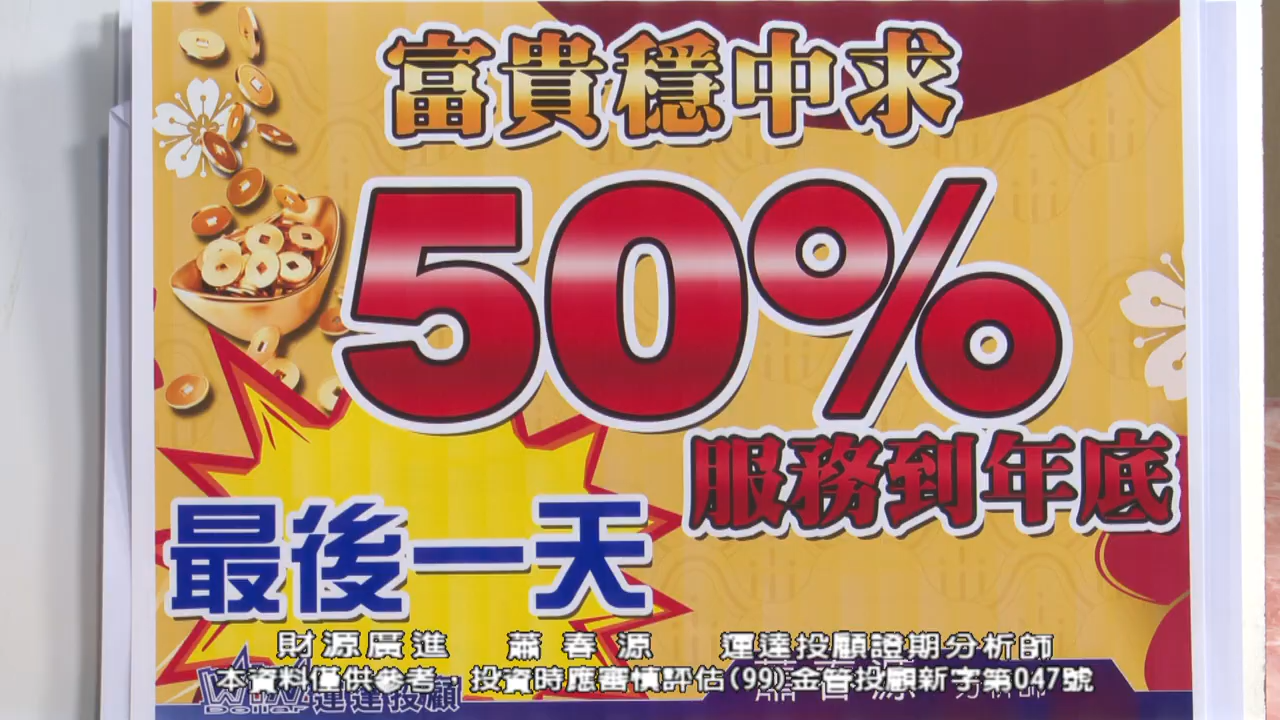 富貴穩中求
50%
服務到年底
最後一天
財源廣進 蕭春源 運達投顧證期分析師
本資料僅供參考，投資時應審慎評估(99)金管投顧新字第047號
運達投顧